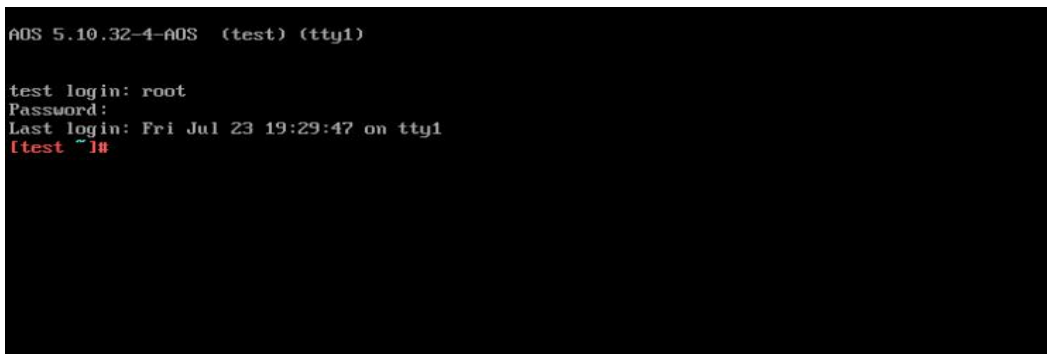 AOS 5.10.32-4-AOS (test) (tty1)
test login: root
Password:
Last login: Fri Jul 23 19:29:47 on tty1
[test ~]#